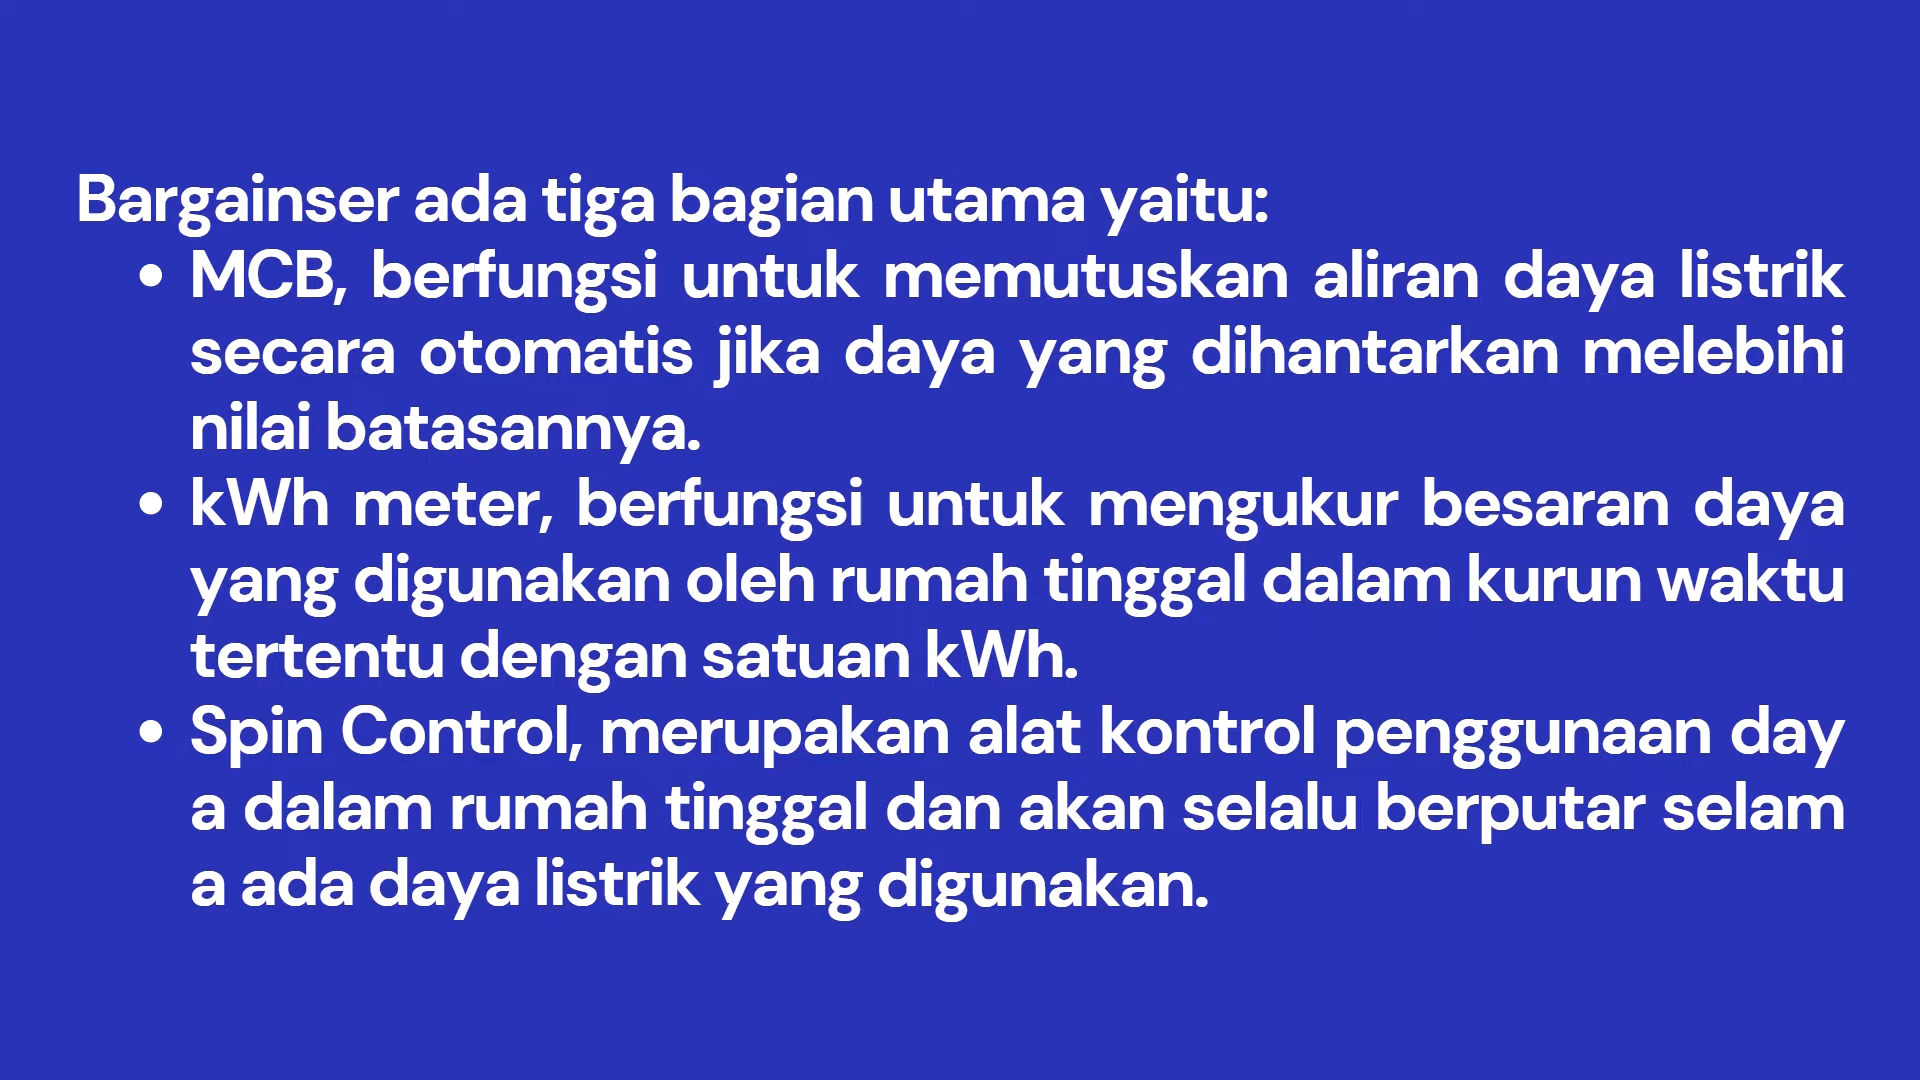 Bargainser ada tiga bagian utama yaitu:
• MCB, berfungsi untuk memutuskan aliran daya listrik
secara otomatis jika daya yang dihantarkan melebihi
nilai batasannya.
• kWh meter, berfungsi untuk mengukur besaran daya
yang digunakan oleh rumah tinggal dalam kurun waktu
tertentu dengan satuan kWh.
• Spin Control, merupakan alat kontrol penggunaan day
a dalam rumah tinggal dan akan selalu berputar selam
a ada daya listrik yang digunakan.